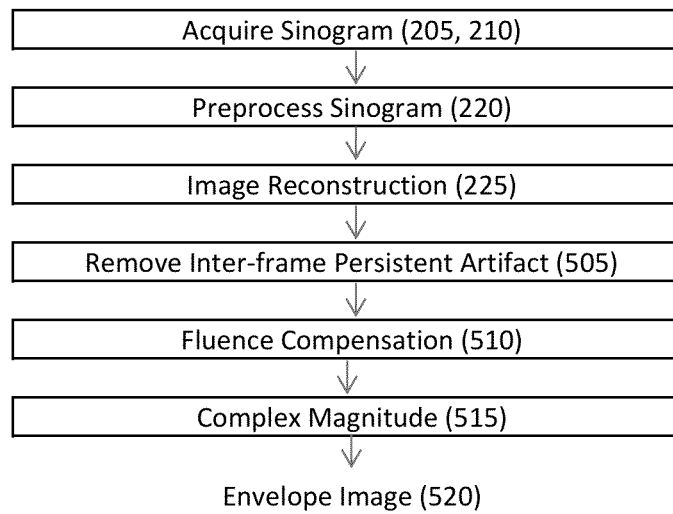 Acquire Sinogram (205, 210)
Preprocess Sinogram (220)
Image Reconstruction (225)
Remove Inter-frame Persistent Artifact (505)
Fluence Compensation (510)
Complex Magnitude (515)
Envelope Image (520)